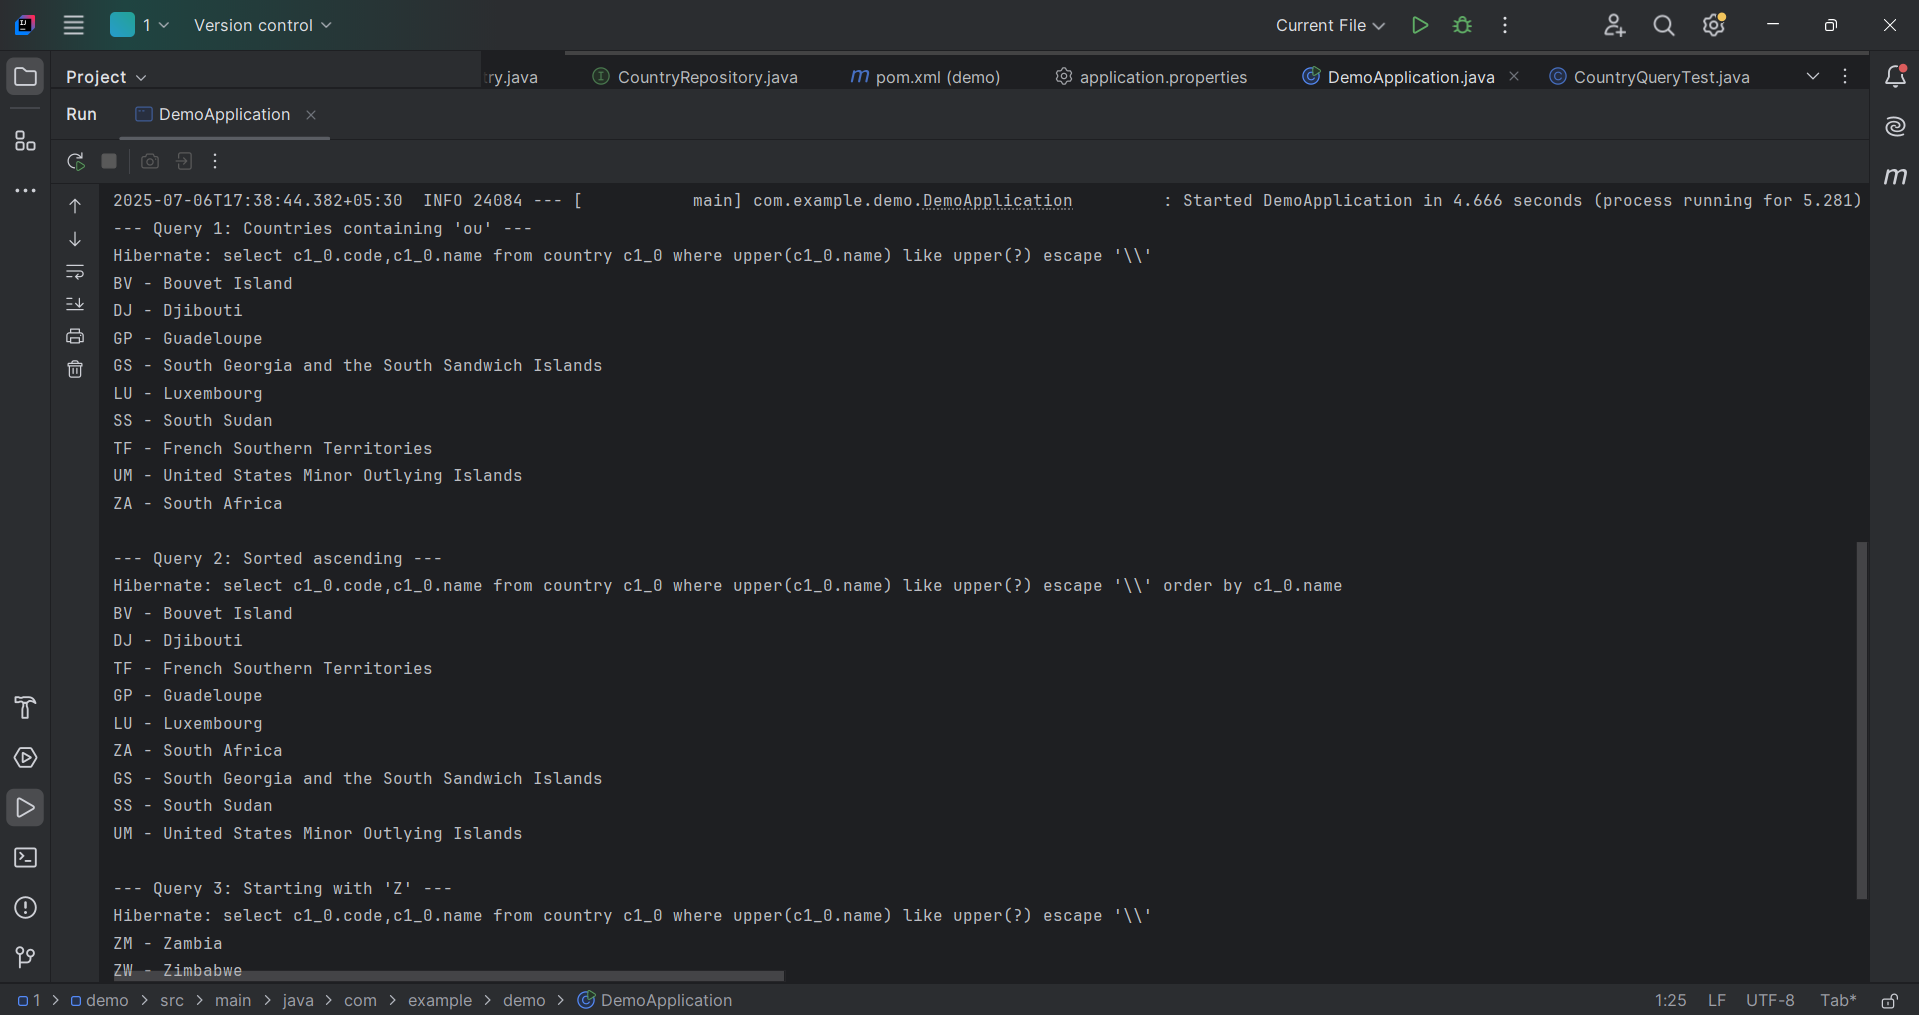 1 Version control Current File
Project ry.java CountryRepository.java pom.xml (demo) application.properties DemoApplication.java CountryQueryTest.java
Run DemoApplication
2025-07-06T17:38:44.382+05:30  INFO 24084 --- [           main] com.example.demo.DemoApplication         : Started DemoApplication in 4.666 seconds (process running for 5.281)
--- Query 1: Countries containing 'ou' ---
Hibernate: select c1_0.code,c1_0.name from country c1_0 where upper(c1_0.name) like upper(?) escape '\\'
BV - Bouvet Island
DJ - Djibouti
GP - Guadeloupe
GS - South Georgia and the South Sandwich Islands
LU - Luxembourg
SS - South Sudan
TF - French Southern Territories
UM - United States Minor Outlying Islands
ZA - South Africa
--- Query 2: Sorted ascending ---
Hibernate: select c1_0.code,c1_0.name from country c1_0 where upper(c1_0.name) like upper(?) escape '\\' order by c1_0.name
BV - Bouvet Island
DJ - Djibouti
TF - French Southern Territories
GP - Guadeloupe
LU - Luxembourg
ZA - South Africa
GS - South Georgia and the South Sandwich Islands
SS - South Sudan
UM - United States Minor Outlying Islands
--- Query 3: Starting with 'Z' ---
Hibernate: select c1_0.code,c1_0.name from country c1_0 where upper(c1_0.name) like upper(?) escape '\\'
ZM - Zambia
ZW - Zimbabwe
1 > demo > src > main > java > com > example > demo > DemoApplication 1:25 LF UTF-8 Tab*